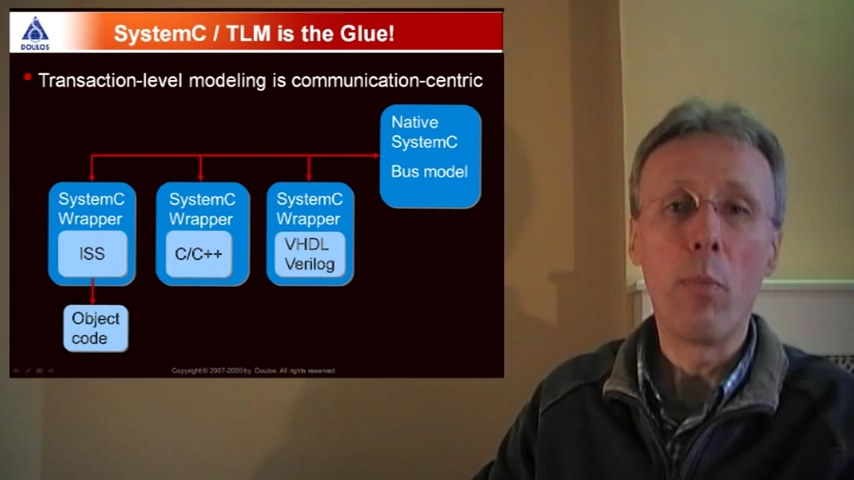 SystemC / TLM is the Glue!
DOULOS
• Transaction-level modeling is communication-centric
Native
SystemC
Bus model
SystemC
Wrapper
ISS
SystemC
Wrapper
C/C++
SystemC
Wrapper
VHDL
Verilog
Object
code
Copyright © 2007-2009 by Doulos. All rights reserved.